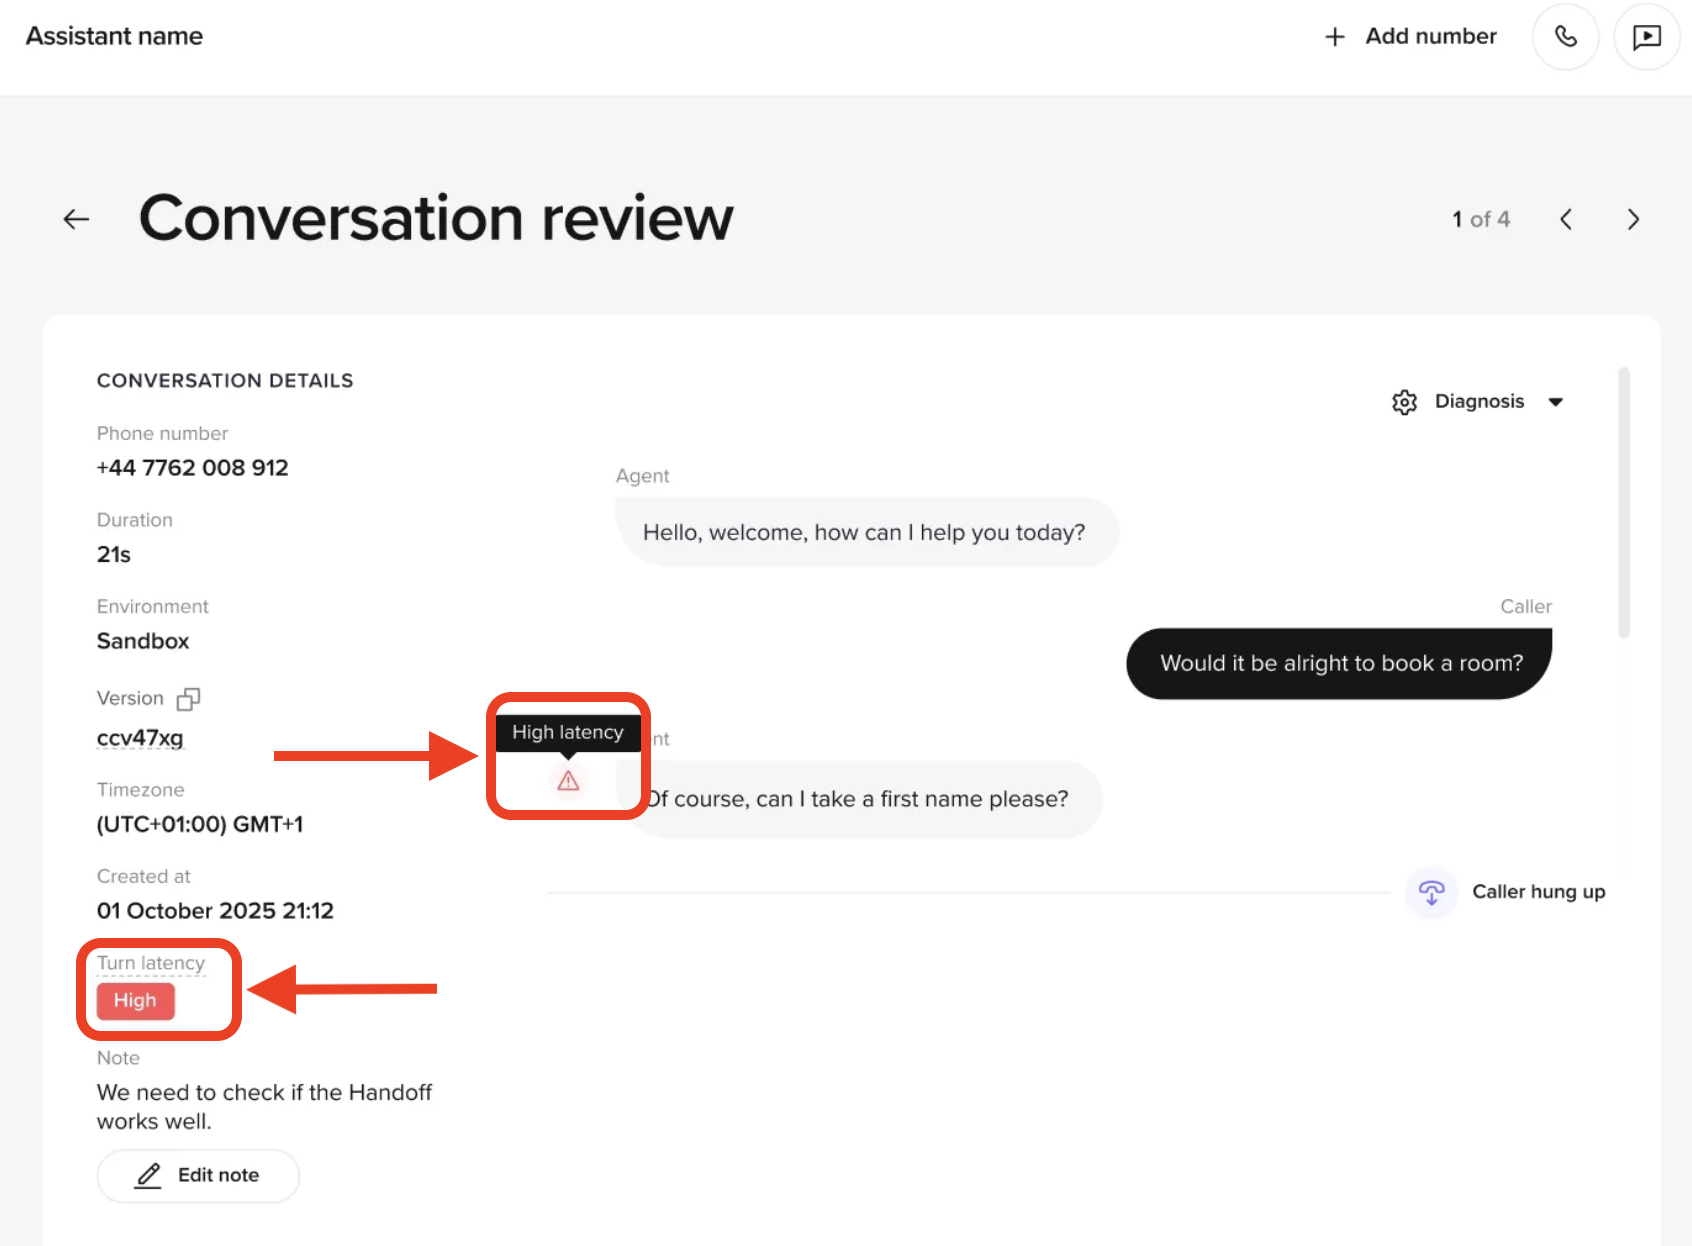 Assistant name
Add number
Conversation review
1 of 4
CONVERSATION DETAILS
Phone number
+44 7762 008 912
Duration
21s
Environment
Sandbox
Version
ccv47xg
Timezone
(UTC+01:00) GMT+1
Created at
01 October 2025 21:12
Turn latency
High
Note
We need to check if the Handoff
works well.
Edit note
Diagnosis
Agent
Hello, welcome, how can I help you today?
Caller
Would it be alright to book a room?
High latency
nt
Of course, can I take a first name please?
Caller hung up